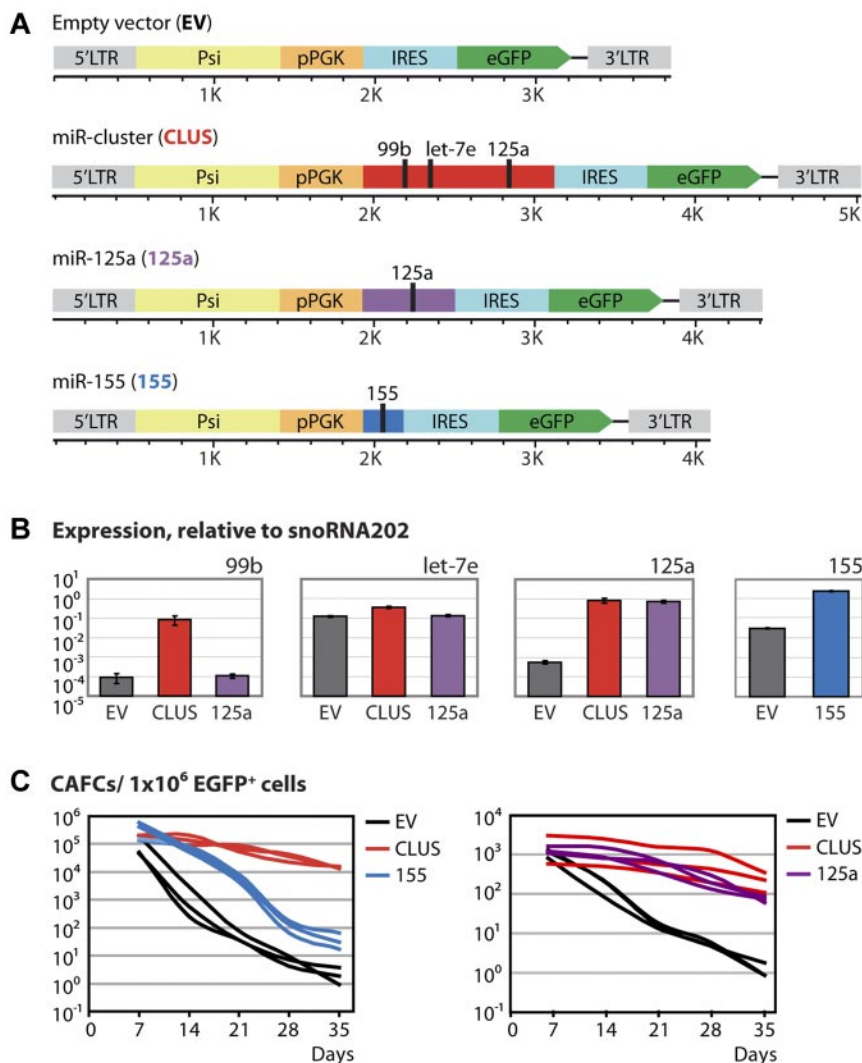 A
Empty vector (EV)
5'LTR Psi pPGK IRES eGFP 3'LTR
1K 2K 3K
miR-cluster (CLUS)
99b let-7e 125a
5'LTR Psi pPGK IRES eGFP 3'LTR
1K 2K 3K 4K 5K
miR-125a (125a)
125a
5'LTR Psi pPGK IRES eGFP 3'LTR
1K 2K 3K 4K
miR-155 (155)
155
5'LTR Psi pPGK IRES eGFP 3'LTR
1K 2K 3K 4K
B Expression, relative to snoRNA202
99b let-7e 125a 155
10¹
10⁰
10⁻¹
10⁻²
10⁻³
10⁻⁴
10⁻⁵
EV CLUS 125a EV CLUS 125a EV CLUS 125a EV 155
C CAFCs/ 1x10⁶ EGFP⁺ cells
10⁶
10⁵
10⁴
10³
10²
10¹
10⁰
10⁻¹
0 7 14 21 28 35
Days
EV
CLUS
155
10⁴
10³
10²
10¹
10⁰
10⁻¹
0 7 14 21 28 35
Days
EV
CLUS
125a